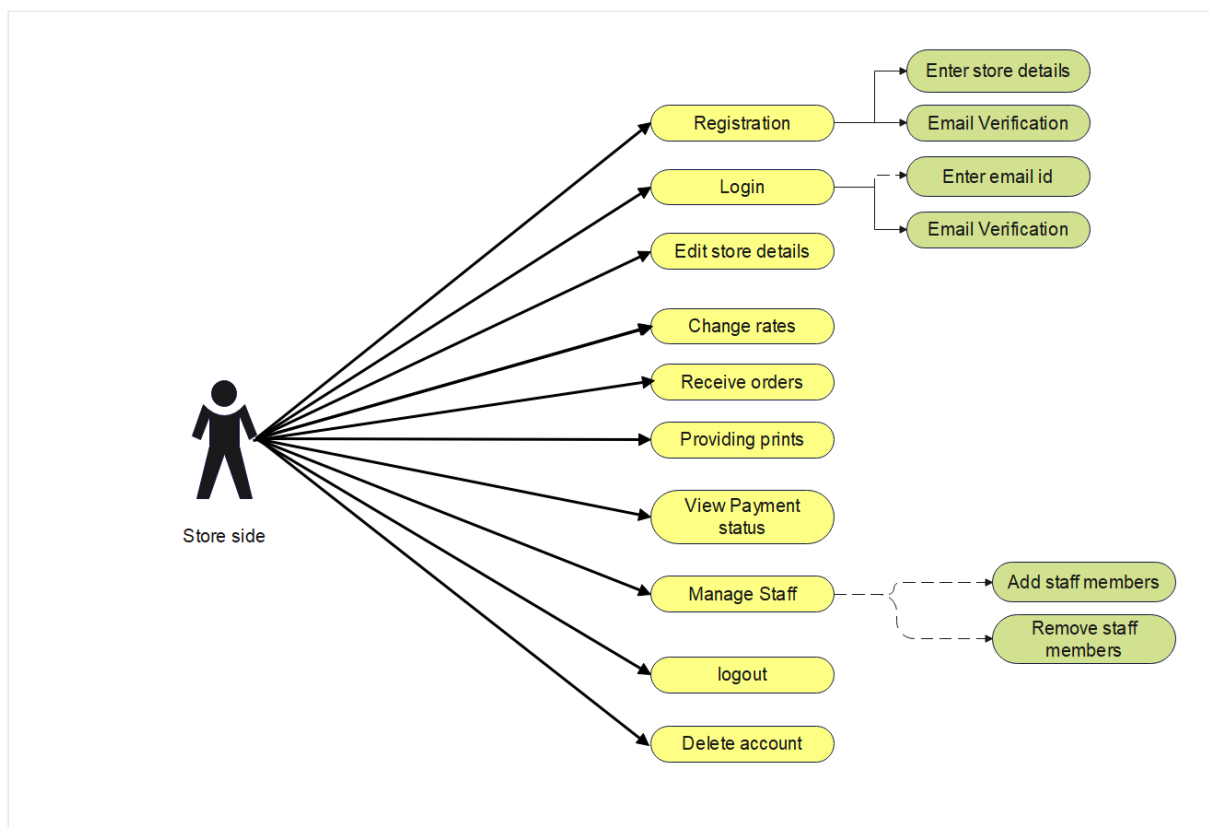 Enter store details
Registration
Email Verification
Enter email id
Login
Email Verification
Edit store details
Change rates
Receive orders
Providing prints
View Payment
status
Store side
Manage Staff
Add staff members
Remove staff
members
logout
Delete account